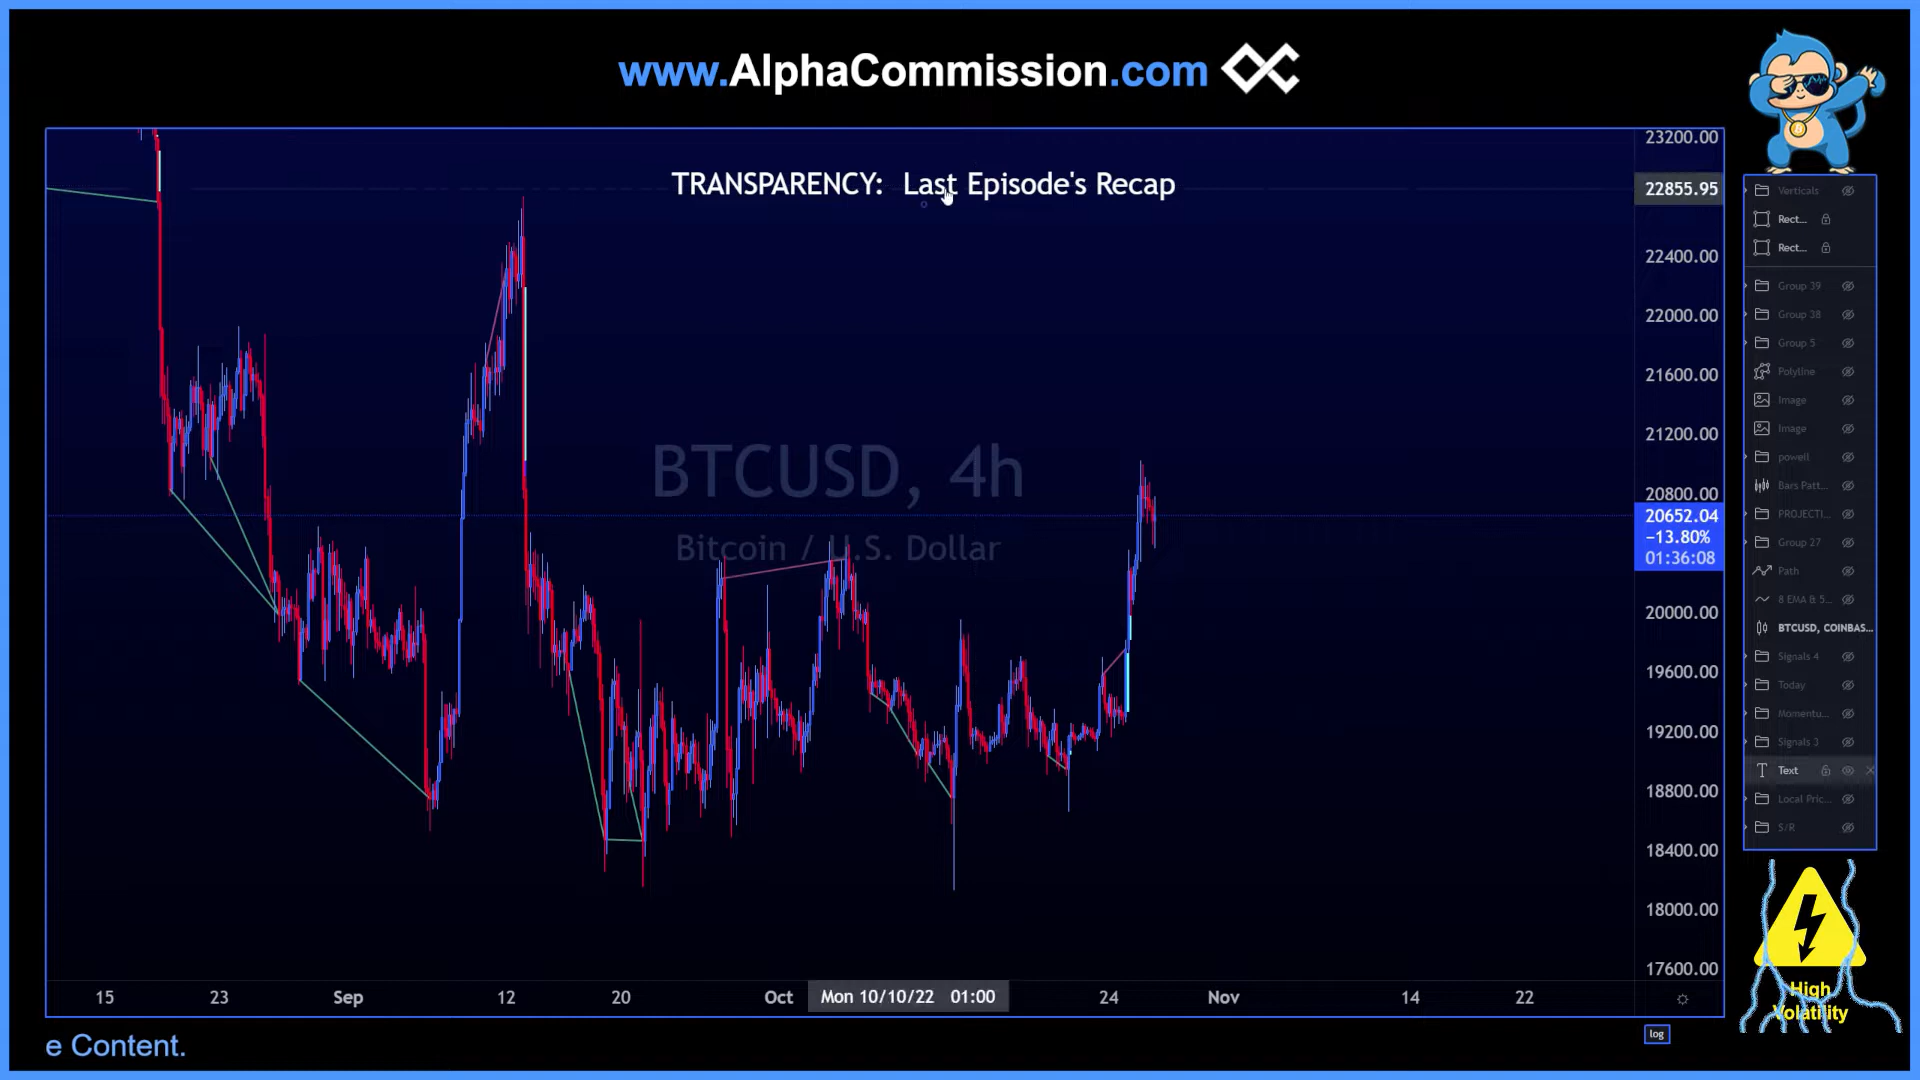 www.AlphaCommission.com
TRANSPARENCY: Last Episode's Recap
BTCUSD, 4h
Bitcoin / U.S. Dollar
23200.00
22855.95
22400.00
22000.00
21600.00
21200.00
20800.00
20652.04
−13.80%
01:36:08
20000.00
19600.00
19200.00
18800.00
18400.00
18000.00
17600.00
15 23 Sep 12 20 Oct Mon 10/10/22 01:00 24 Nov 14 22
Verticals
Rect...
Rect...
Group 39
Group 38
Group 5
Polyline
Image
Image
powell
Bars Patt...
PROJECTI...
Group 27
Path
8 EMA & 5...
BTCUSD, COINBAS...
Signals 4
Today
Momentu...
Signals 3
Text
Local Pric...
S/R
High
Volatility
log
e Content.